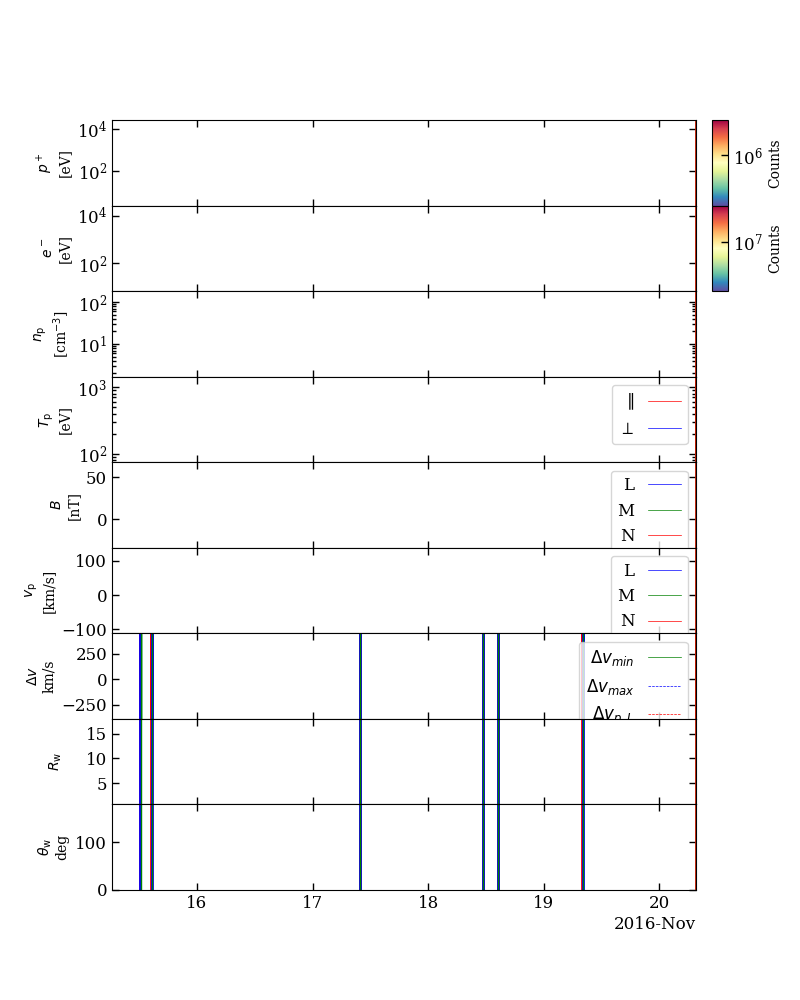 10^4
10^2
p^+
[eV]
10^6
Counts
10^4
10^2
e^−
[eV]
10^7
Counts
10^2
10^1
n_p
[cm^−3]
10^3
10^2
T_p
[eV]
∥
⊥
50
0
B
[nT]
L
M
N
100
0
−100
v_p
[km/s]
L
M
N
250
0
−250
Δv
km/s
Δv_min
Δv_max
Δv_p,L
15
10
5
R_w
100
0
θ_w
deg
16 17 18 19 20
2016-Nov